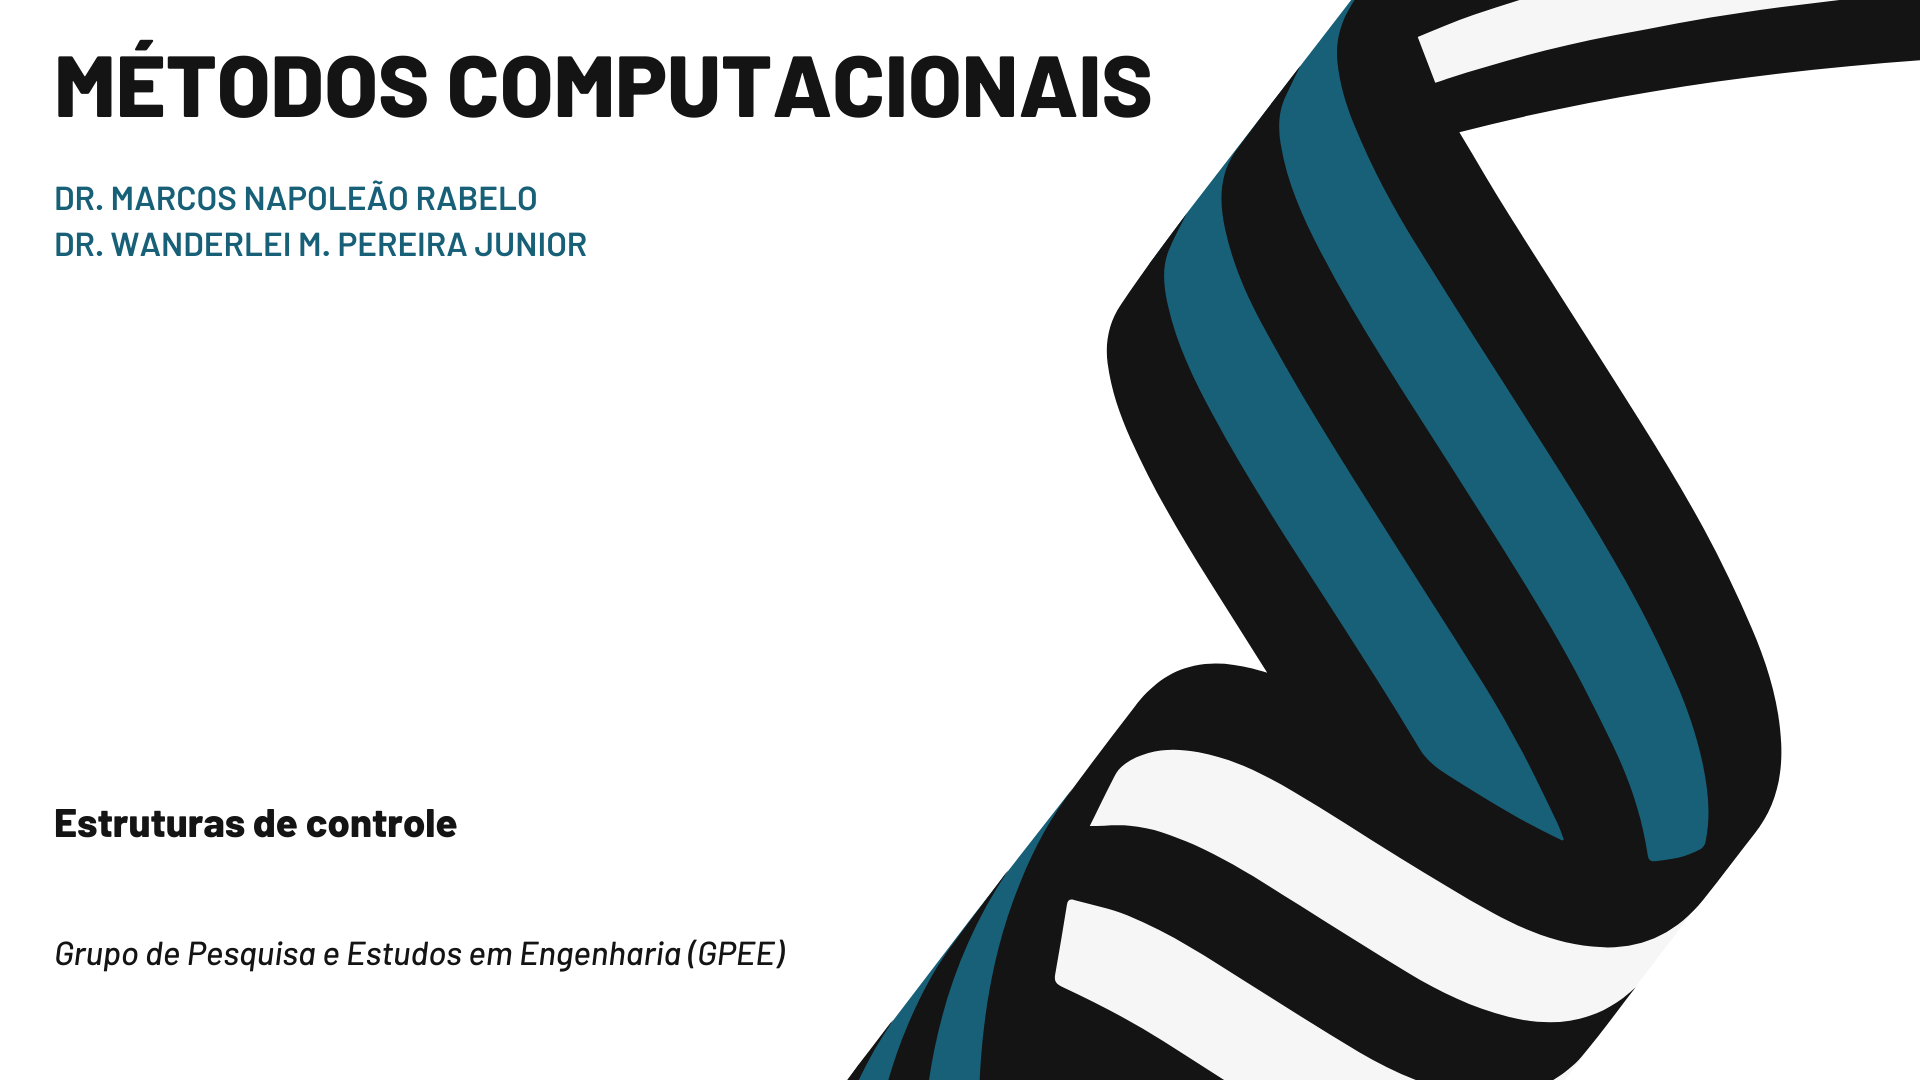 MÉTODOS COMPUTACIONAIS
DR. MARCOS NAPOLEÃO RABELO
DR. WANDERLEI M. PEREIRA JUNIOR
Estruturas de controle
Grupo de Pesquisa e Estudos em Engenharia (GPEE)